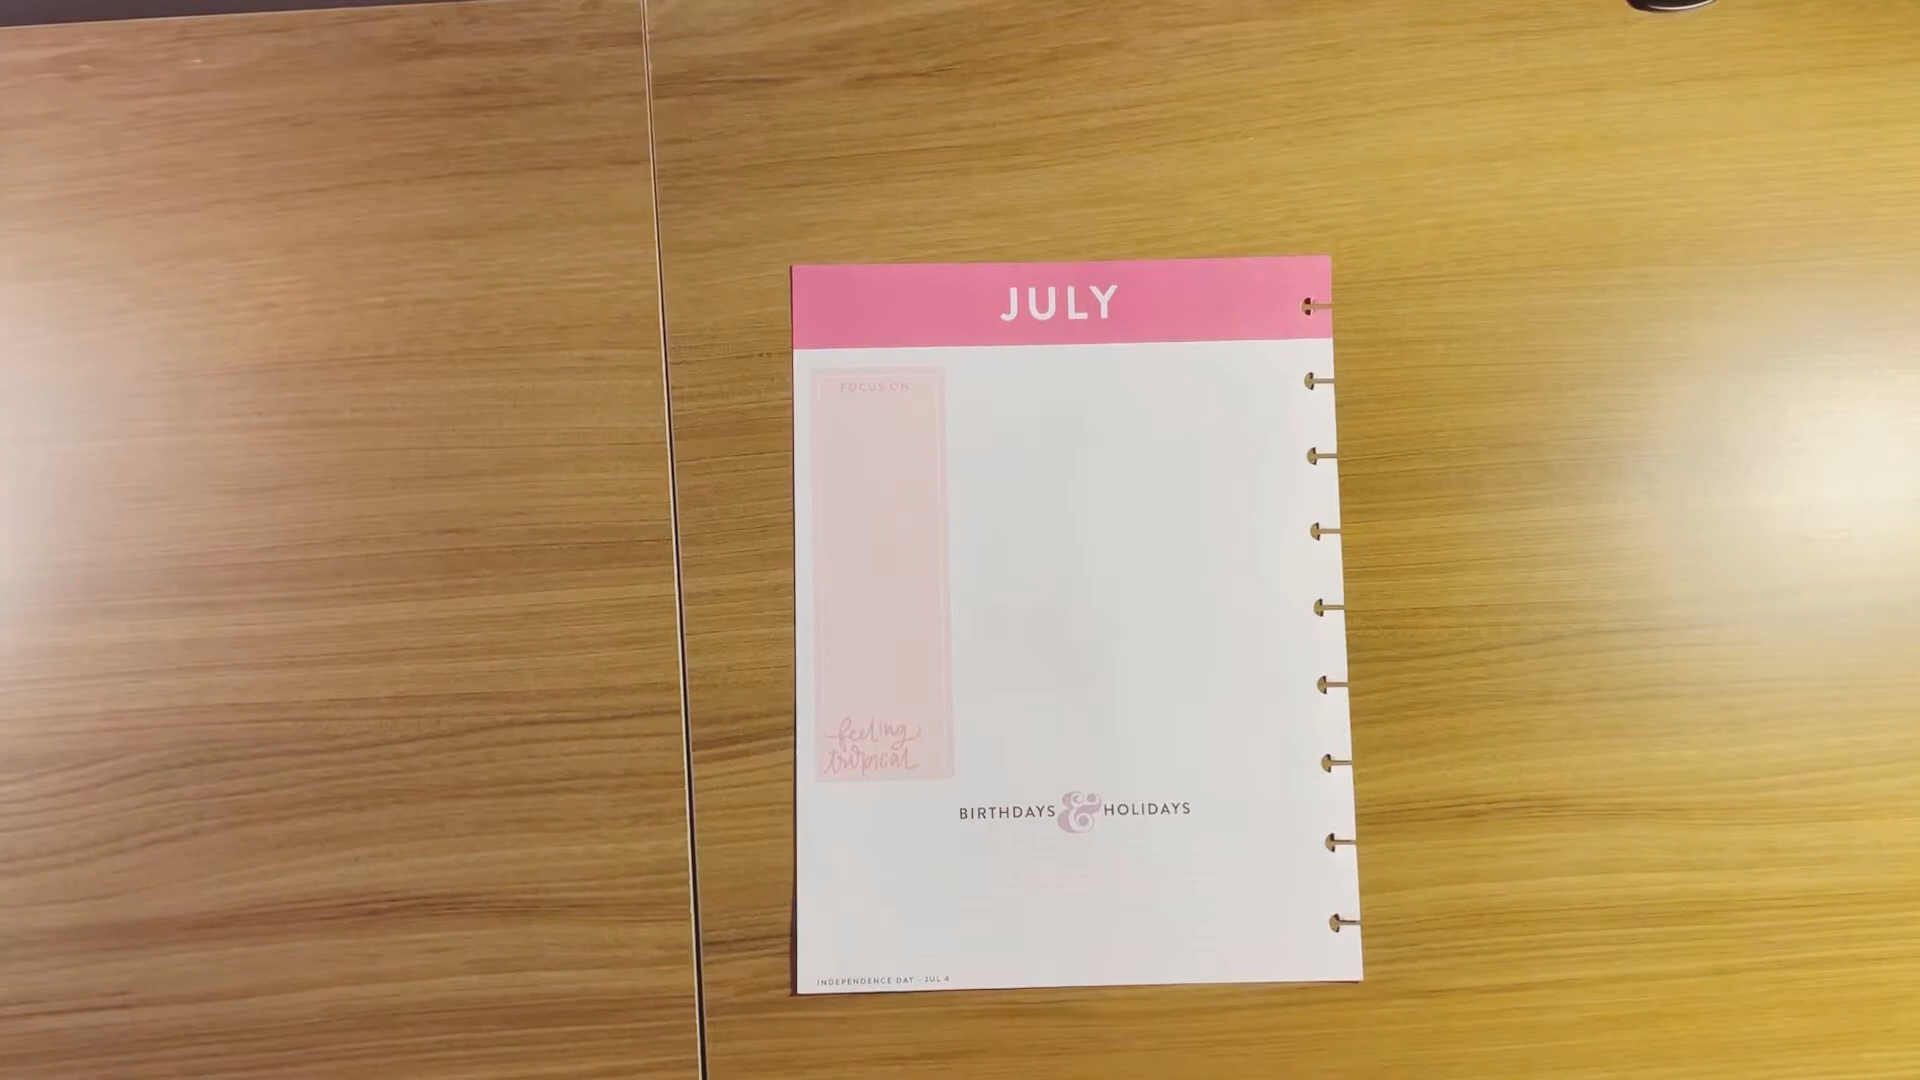 JULY
FOCUS ON
feeling
tropical
BIRTHDAYS & HOLIDAYS
INDEPENDENCE DAY - JUL 4